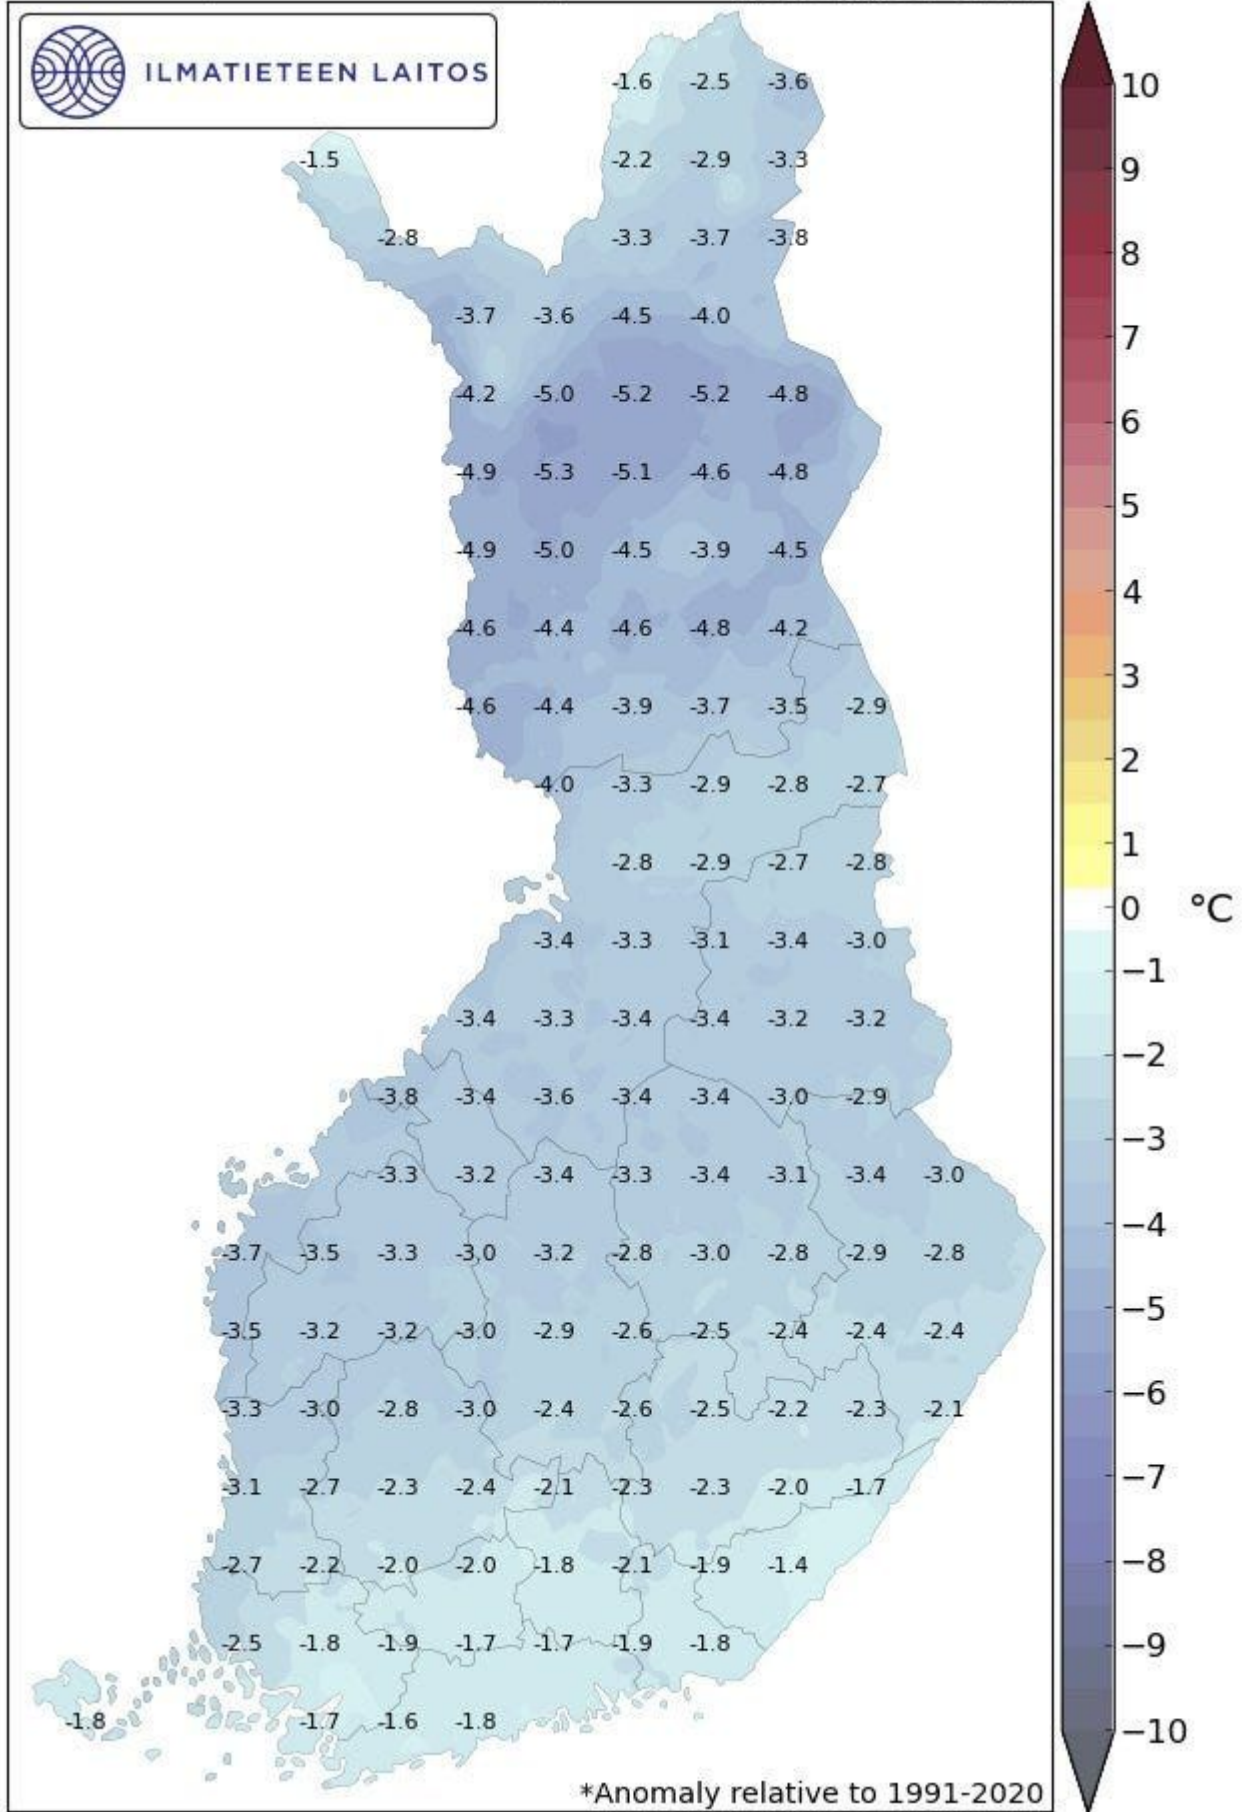 ILMATIETEEN LAITOS
-1.6 -2.5 -3.6
-1.5 -2.2 -2.9 -3.3
-2.8 -3.3 -3.7 -3.8
-3.7 -3.6 -4.5 -4.0
-4.2 -5.0 -5.2 -5.2 -4.8
-4.9 -5.3 -5.1 -4.6 -4.8
-4.9 -5.0 -4.5 -3.9 -4.5
-4.6 -4.4 -4.6 -4.8 -4.2
-4.6 -4.4 -3.9 -3.7 -3.5 -2.9
-4.0 -3.3 -2.9 -2.8 -2.7
-2.8 -2.9 -2.7 -2.8
-3.4 -3.3 -3.1 -3.4 -3.0
-3.4 -3.3 -3.4 -3.4 -3.2 -3.2
-3.8 -3.4 -3.6 -3.4 -3.4 -3.0 -2.9
-3.3 -3.2 -3.4 -3.3 -3.4 -3.1 -3.4 -3.0
-3.7 -3.5 -3.3 -3.0 -3.2 -2.8 -3.0 -2.8 -2.9 -2.8
-3.5 -3.2 -3.2 -3.0 -2.9 -2.6 -2.5 -2.4 -2.4 -2.4
-3.3 -3.0 -2.8 -3.0 -2.4 -2.6 -2.5 -2.2 -2.3 -2.1
-3.1 -2.7 -2.3 -2.4 -2.1 -2.3 -2.3 -2.0 -1.7
-2.7 -2.2 -2.0 -2.0 -1.8 -2.1 -1.9 -1.4
-2.5 -1.8 -1.9 -1.7 -1.7 -1.9 -1.8
-1.8 -1.7 -1.6 -1.8
*Anomaly relative to 1991-2020
10
9
8
7
6
5
4
3
2
1
0
−1
−2
−3
−4
−5
−6
−7
−8
−9
−10
°C